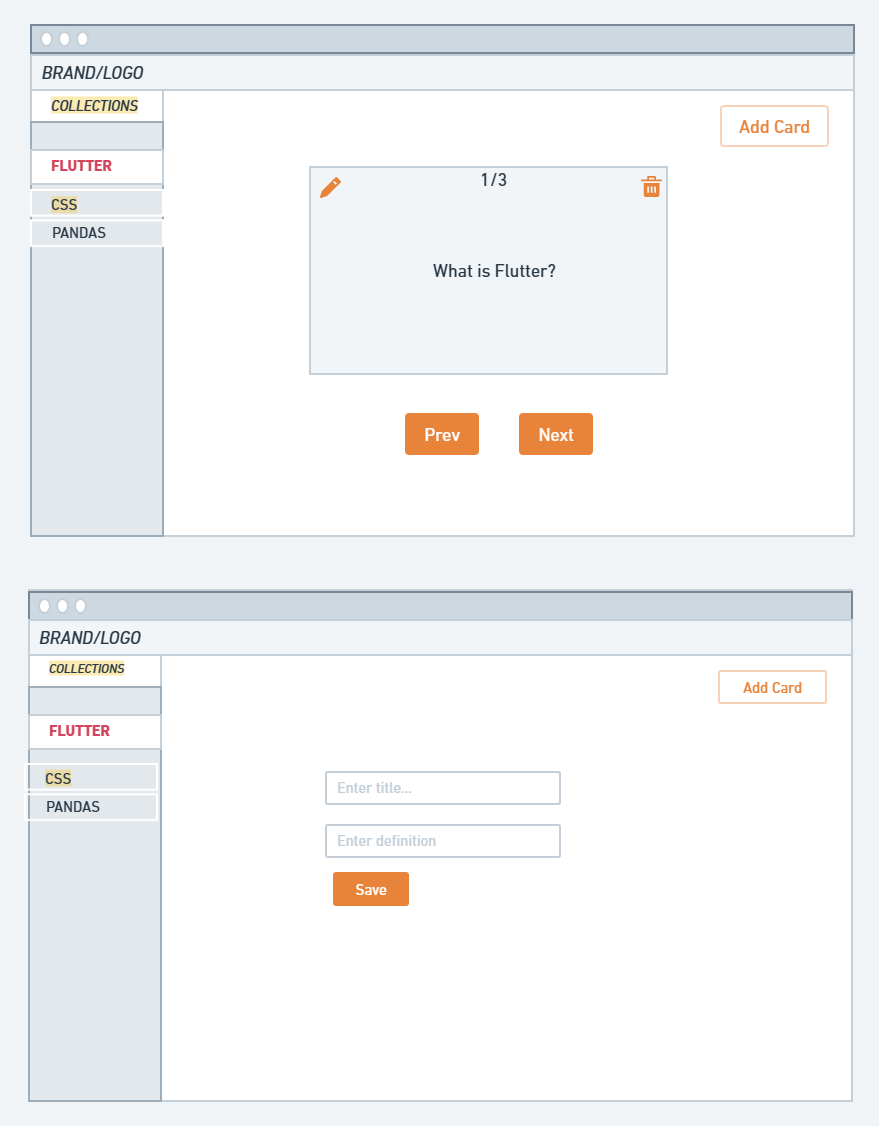 BRAND/LOGO
COLLECTIONS
Add Card
FLUTTER
1/3
CSS
PANDAS
What is Flutter?
Prev
Next
BRAND/LOGO
COLLECTIONS
Add Card
FLUTTER
CSS
PANDAS
Enter title...
Enter definition
Save